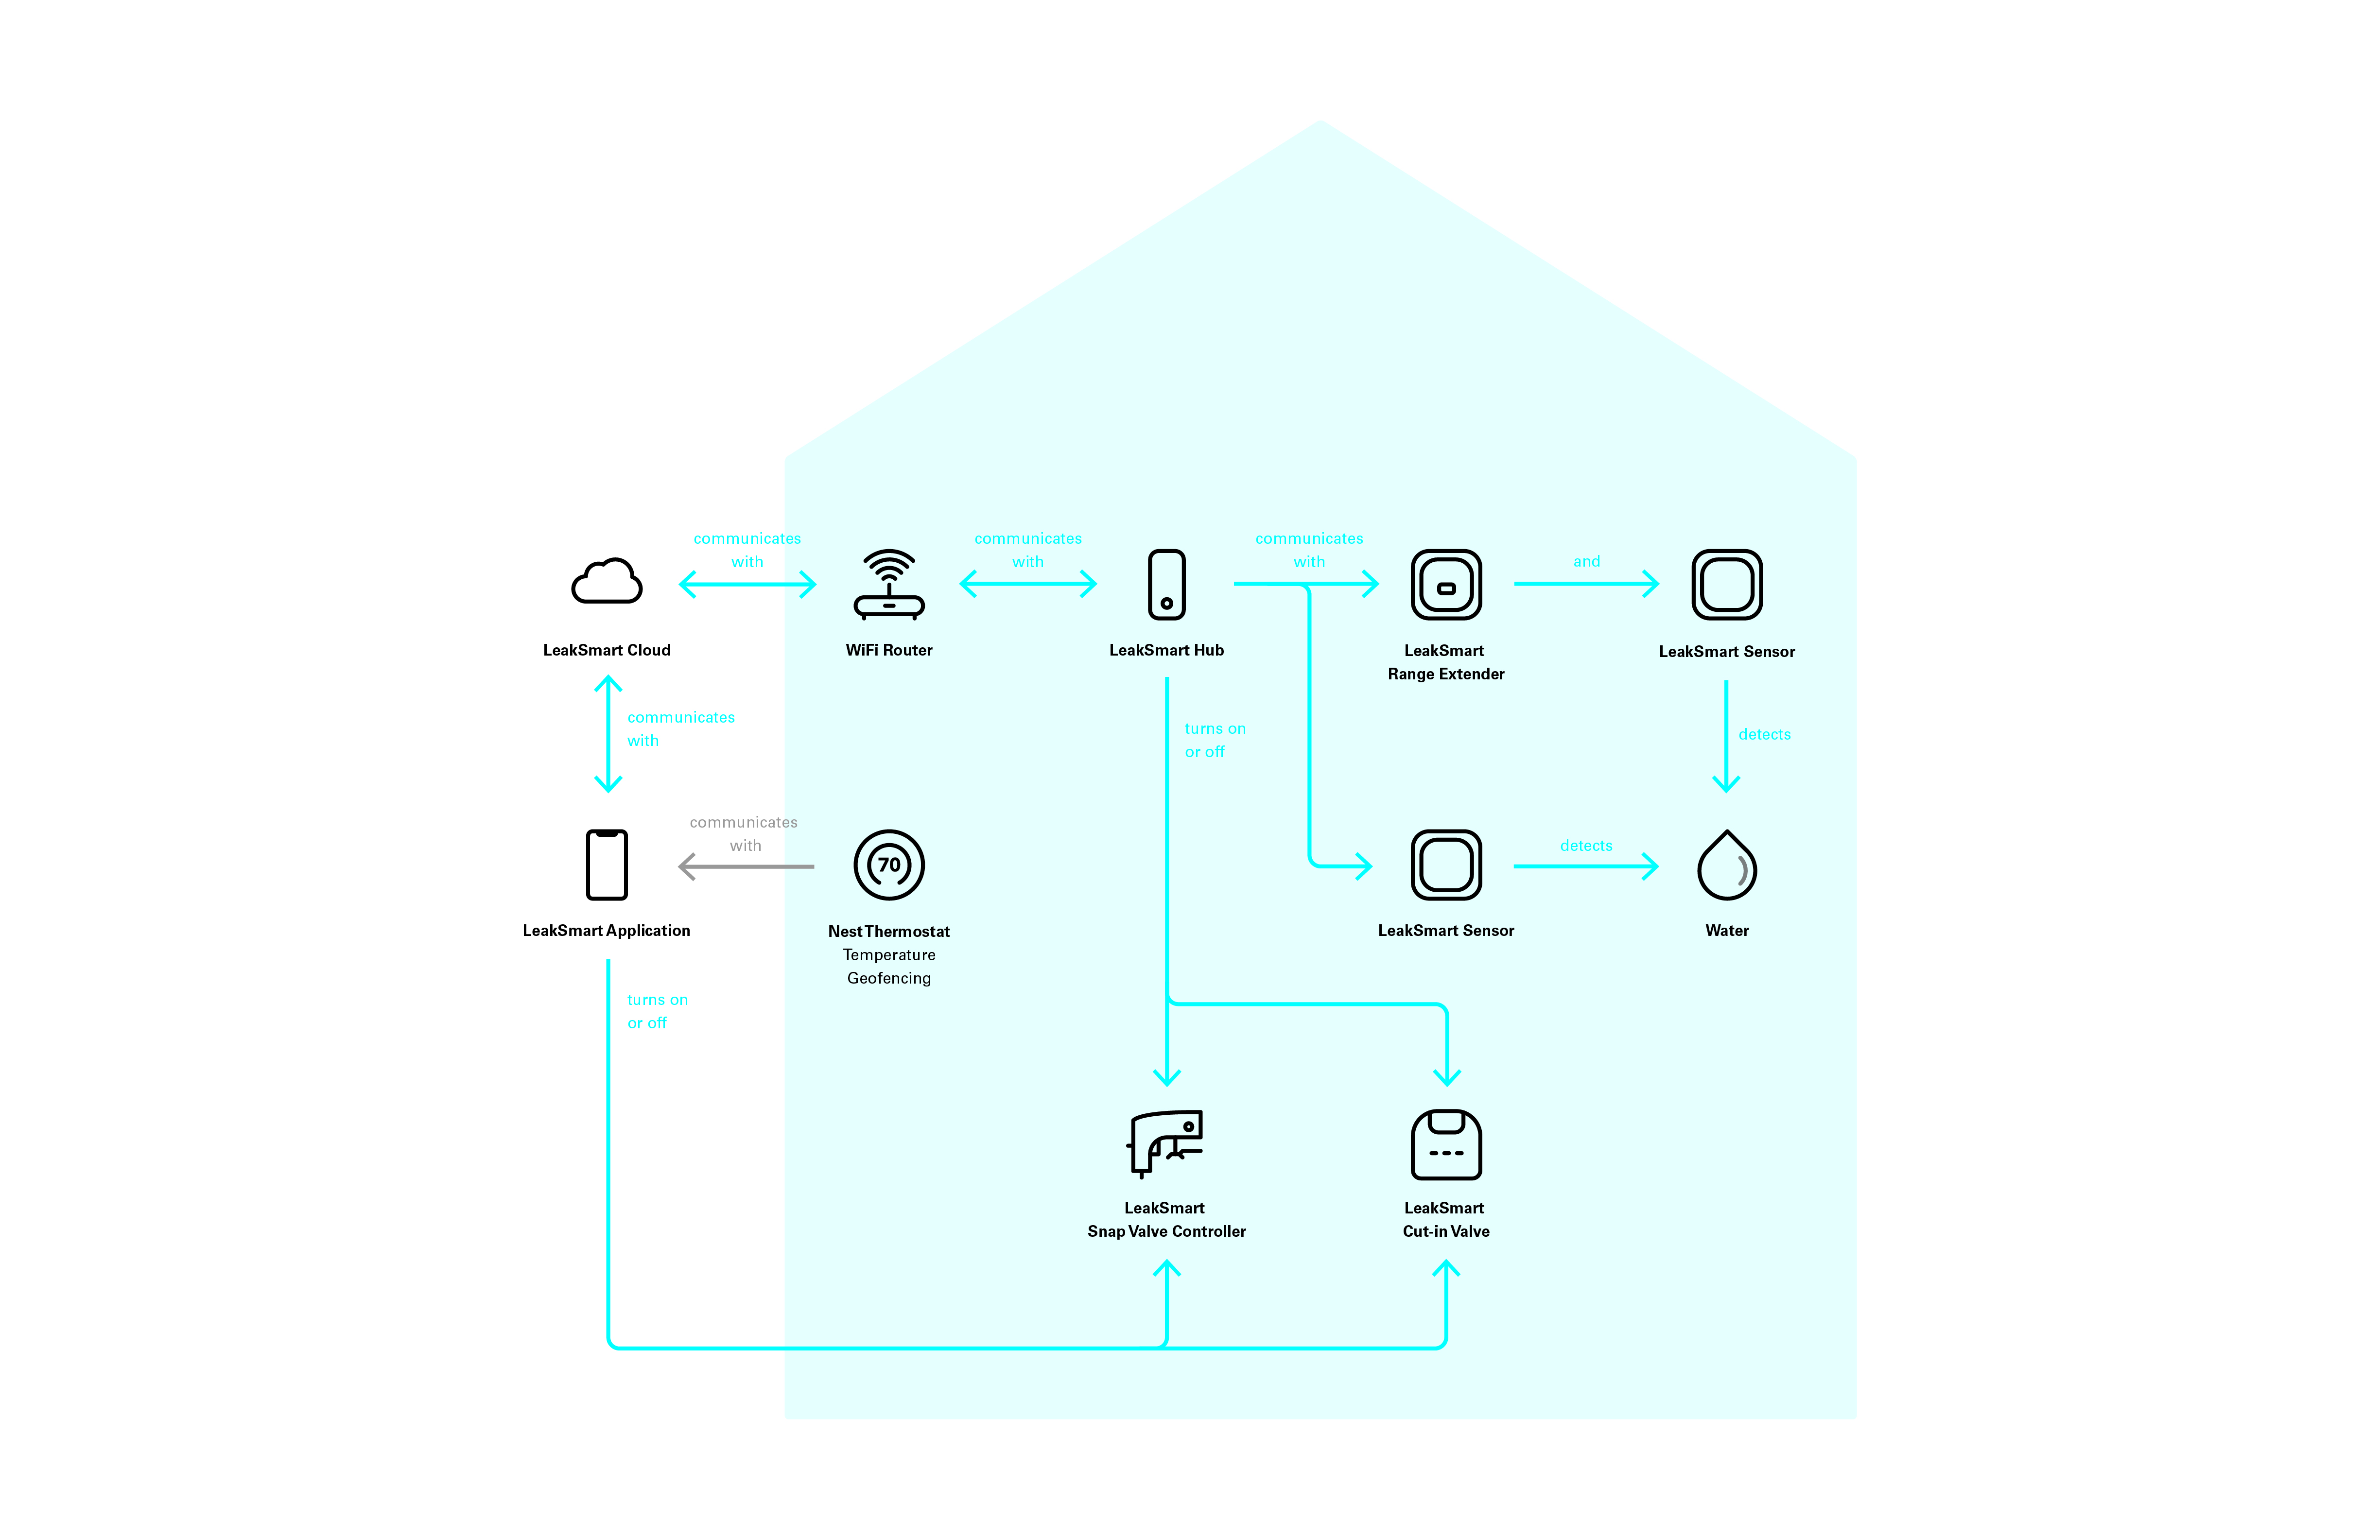 communicates
with
communicates
with
communicates
with
and
LeakSmart Cloud
WiFi Router
LeakSmart Hub
LeakSmart
Range Extender
LeakSmart Sensor
communicates
with
turns on
or off
detects
communicates
with
70
detects
LeakSmart Application
Nest Thermostat
Temperature
Geofencing
LeakSmart Sensor
Water
turns on
or off
LeakSmart
Snap Valve Controller
LeakSmart
Cut-in Valve